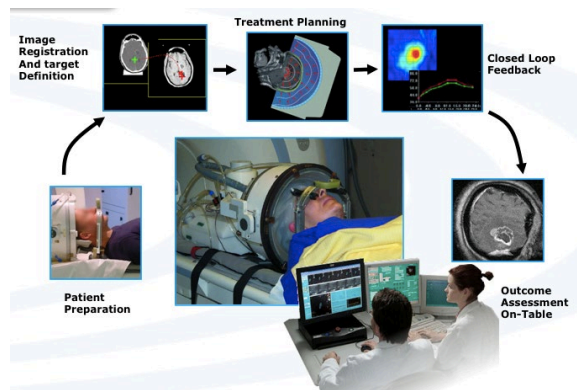 Image
Registration
And target
Definition
Treatment Planning
Closed Loop
Feedback
Patient
Preparation
Outcome
Assessment
On-Table